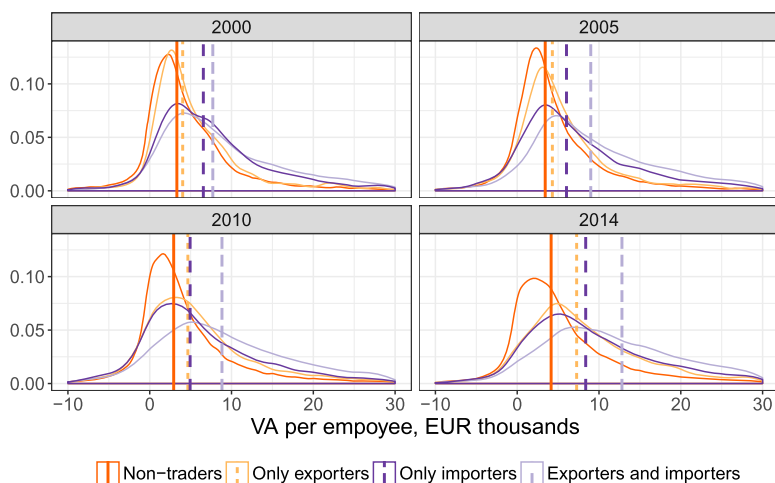 2000 2005
0.10
0.05
0.00
2010 2014
0.10
0.05
0.00
−10 0 10 20 30 −10 0 10 20 30
VA per empoyee, EUR thousands
Non−traders Only exporters Only importers Exporters and importers